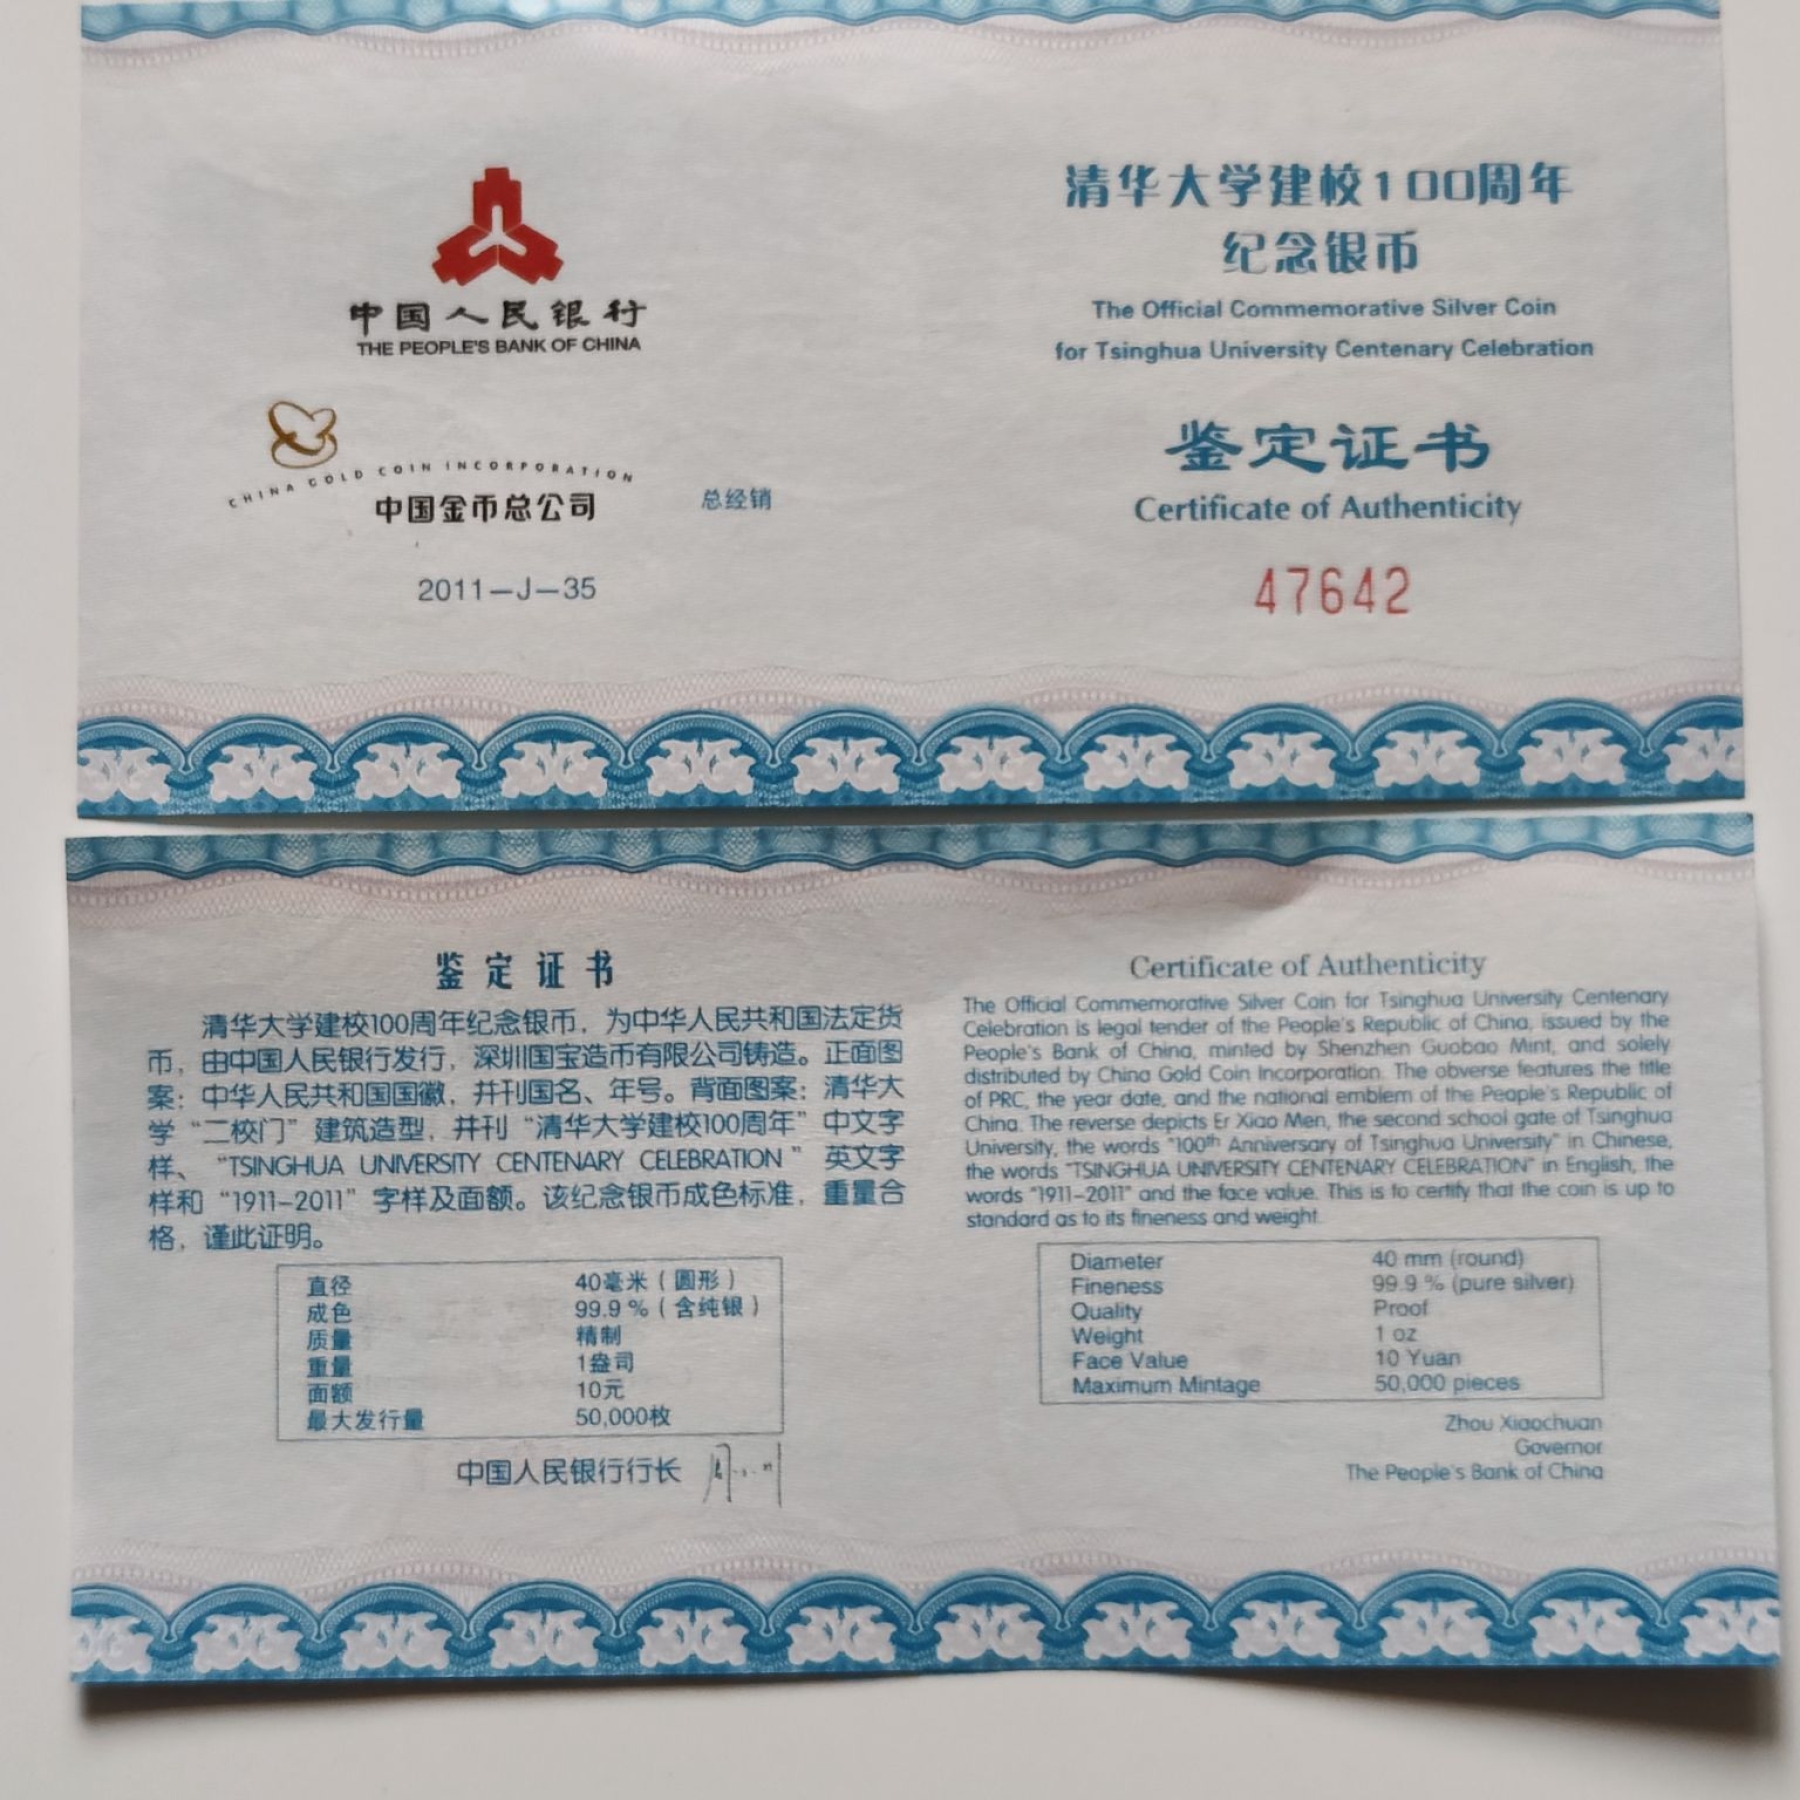 中国人民银行
THE PEOPLE'S BANK OF CHINA
CHINA GOLD COIN INCORPORATION
中国金币总公司
总经销
2011—J—35
清华大学建校100周年
纪念银币
The Official Commemorative Silver Coin
for Tsinghua University Centenary Celebration
鉴定证书
Certificate of Authenticity
47642
鉴定证书
清华大学建校100周年纪念银币，为中华人民共和国法定货
币，由中国人民银行发行，深圳国宝造币有限公司铸造。正面图
案：中华人民共和国国徽，并刊国名、年号。背面图案：清华大
学“二校门”建筑造型，并刊“清华大学建校100周年”中文字
样、“TSINGHUA UNIVERSITY CENTENARY CELEBRATION”英文字
样和“1911-2011”字样及面额。该纪念银币成色标准，重量合
格，谨此证明。
直径 40毫米（圆形）
成色 99.9%（含纯银）
质量 精制
重量 1盎司
面额 10元
最大发行量 50,000枚
中国人民银行行长
Certificate of Authenticity
The Official Commemorative Silver Coin for Tsinghua University Centenary
Celebration is legal tender of the People's Republic of China, issued by the
People's Bank of China, minted by Shenzhen Guobao Mint, and solely
distributed by China Gold Coin Incorporation. The obverse features the title
of PRC, the year date, and the national emblem of the People's Republic of
China. The reverse depicts Er Xiao Men, the second school gate of Tsinghua
University, the words "100th Anniversary of Tsinghua University" in Chinese,
the words "TSINGHUA UNIVERSITY CENTENARY CELEBRATION" in English, the
words "1911-2011" and the face value. This is to certify that the coin is up to
standard as to its fineness and weight.
Diameter 40 mm (round)
Fineness 99.9% (pure silver)
Quality Proof
Weight 1 oz
Face Value 10 Yuan
Maximum Mintage 50,000 pieces
Zhou Xiaochuan
Governor
The People's Bank of China